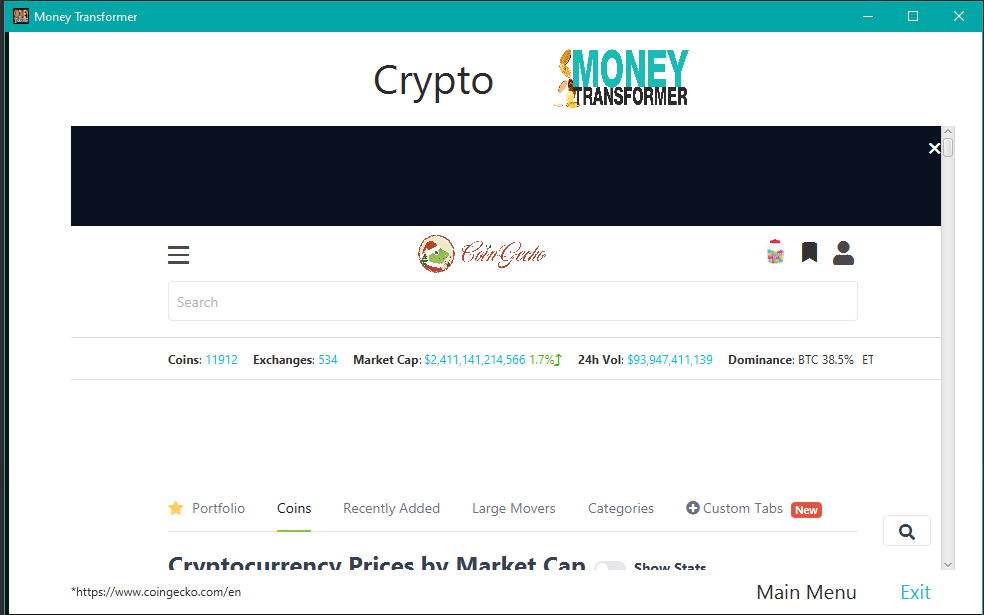 Money Transformer
Crypto
MONEY
TRANSFORMER
CoinGecko
Search
Coins: 11912 Exchanges: 534 Market Cap: $2,411,141,214,566 1.7% 24h Vol: $93,947,411,139 Dominance: BTC 38.5% ET
Portfolio Coins Recently Added Large Movers Categories Custom Tabs New
Cryptocurrency Prices by Market Cap Show Stats
*https://www.coingecko.com/en
Main Menu Exit